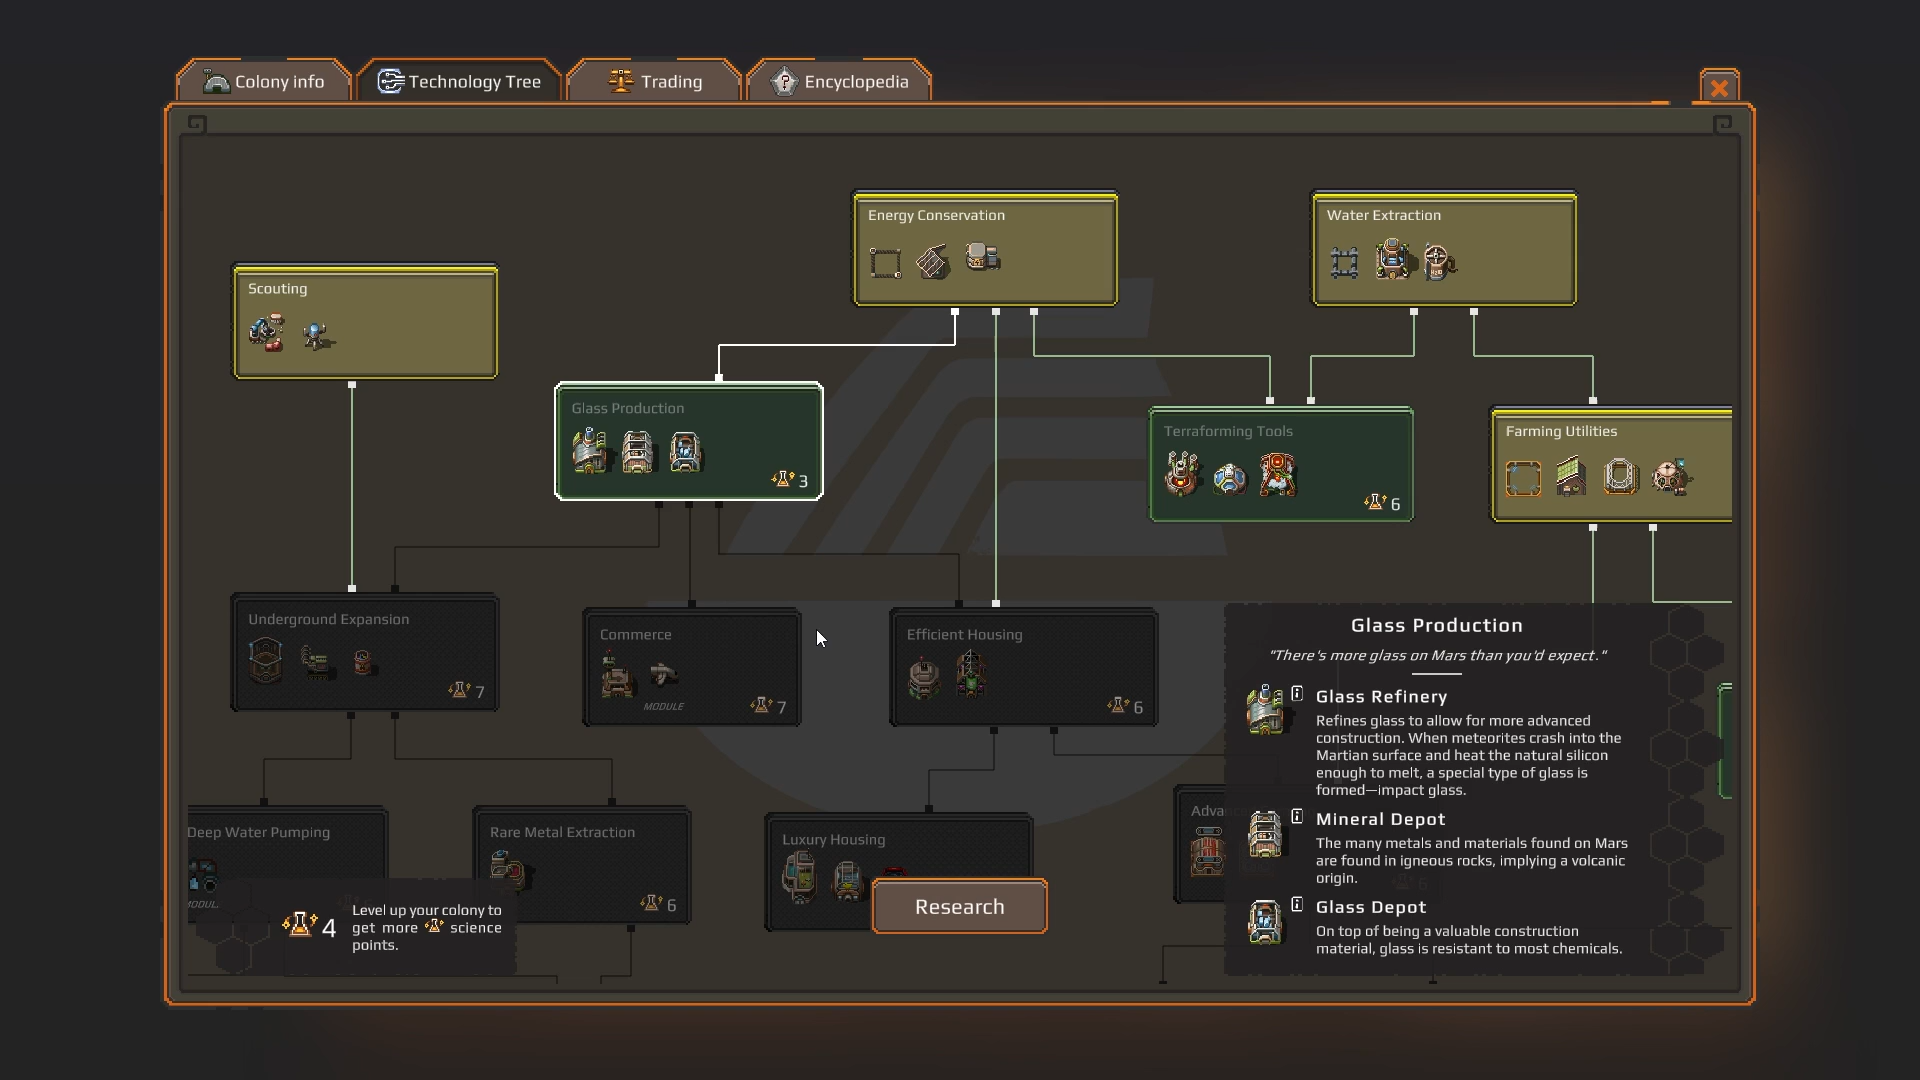 Colony info
Technology Tree
Trading
Encyclopedia
Energy Conservation
Water Extraction
Scouting
Glass Production
3
Terraforming Tools
6
Farming Utilities
Underground Expansion
7
Commerce
MODULE
7
Efficient Housing
6
Deep Water Pumping
Rare Metal Extraction
6
Luxury Housing
4
Level up your colony to
get more science
points.
Research
Glass Production
"There's more glass on Mars than you'd expect."
Glass Refinery
Refines glass to allow for more advanced
construction. When meteorites crash into the
Martian surface and heat the natural silicon
enough to melt, a special type of glass is
formed—impact glass.
Mineral Depot
The many metals and materials found on Mars
are found in igneous rocks, implying a volcanic
origin.
Glass Depot
On top of being a valuable construction
material, glass is resistant to most chemicals.